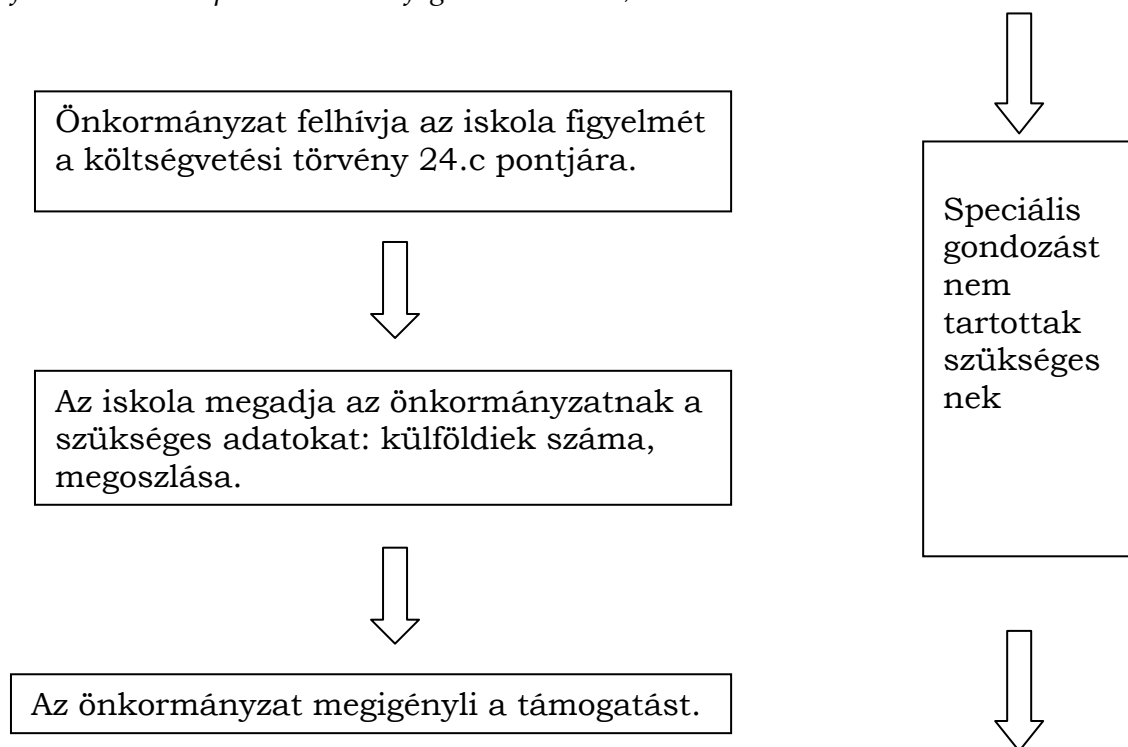 Önkormányzat felhívja az iskola figyelmét
a költségvetési törvény 24.c pontjára.
Az iskola megadja az önkormányzatnak a
szükséges adatokat: külföldiek száma,
megoszlása.
Az önkormányzat megigényli a támogatást.
Speciális
gondozást
nem
tartottak
szükséges
nek